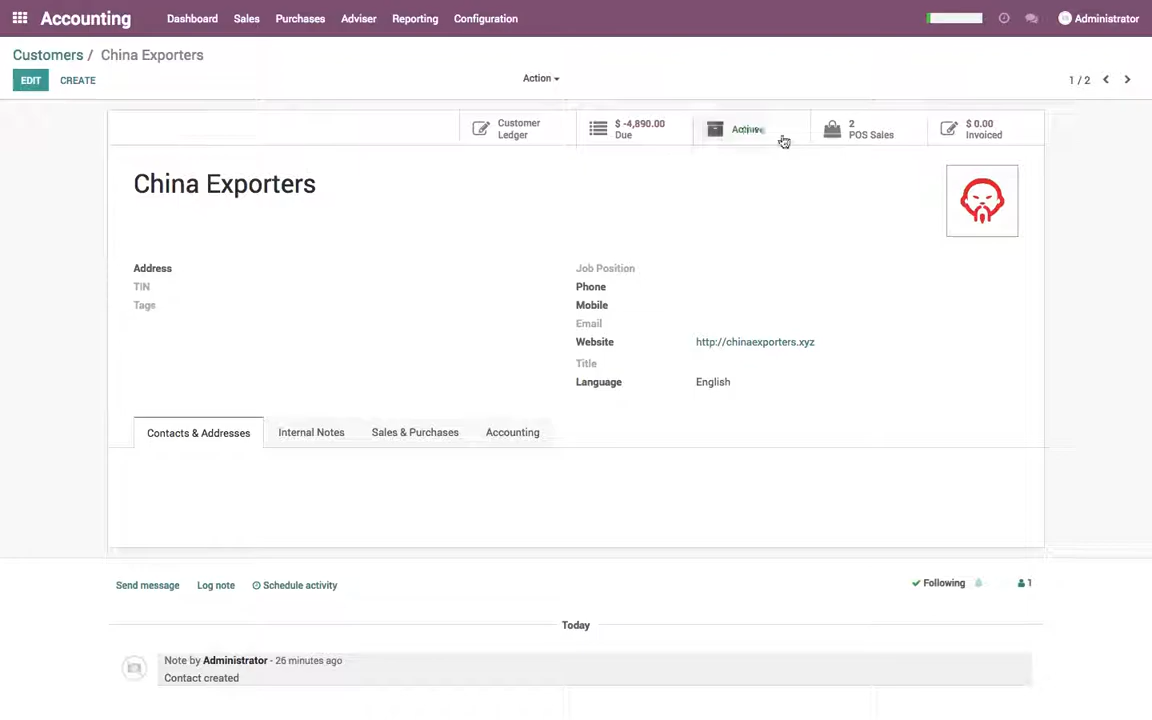 Accounting
Dashboard
Sales
Purchases
Adviser
Reporting
Configuration
Administrator
Customers / China Exporters
EDIT
CREATE
Action
1 / 2
Customer
Ledger
$ -4,890.00
Due
2
POS Sales
$ 0.00
Invoiced
China Exporters
Address
TIN
Tags
Job Position
Phone
Mobile
Email
Website http://chinaexporters.xyz
Title
Language English
Contacts & Addresses
Internal Notes
Sales & Purchases
Accounting
Send message
Log note
Schedule activity
Following
1
Today
Note by Administrator - 26 minutes ago
Contact created